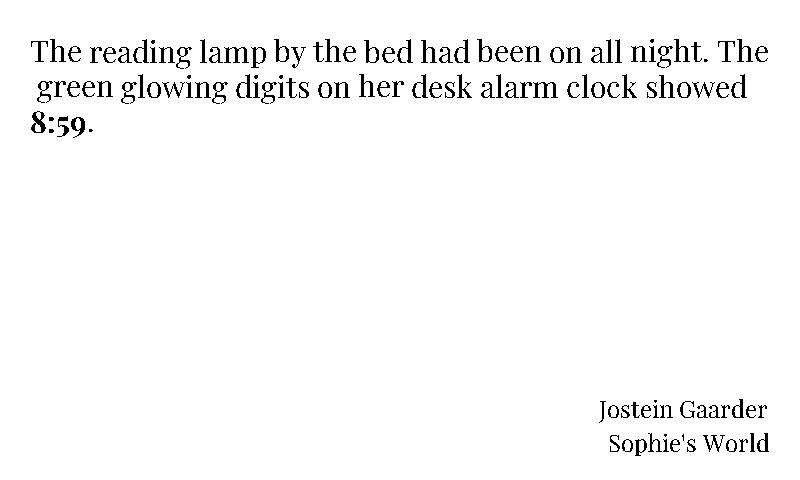 The reading lamp by the bed had been on all night. The
green glowing digits on her desk alarm clock showed
8:59.
Jostein Gaarder
Sophie's World